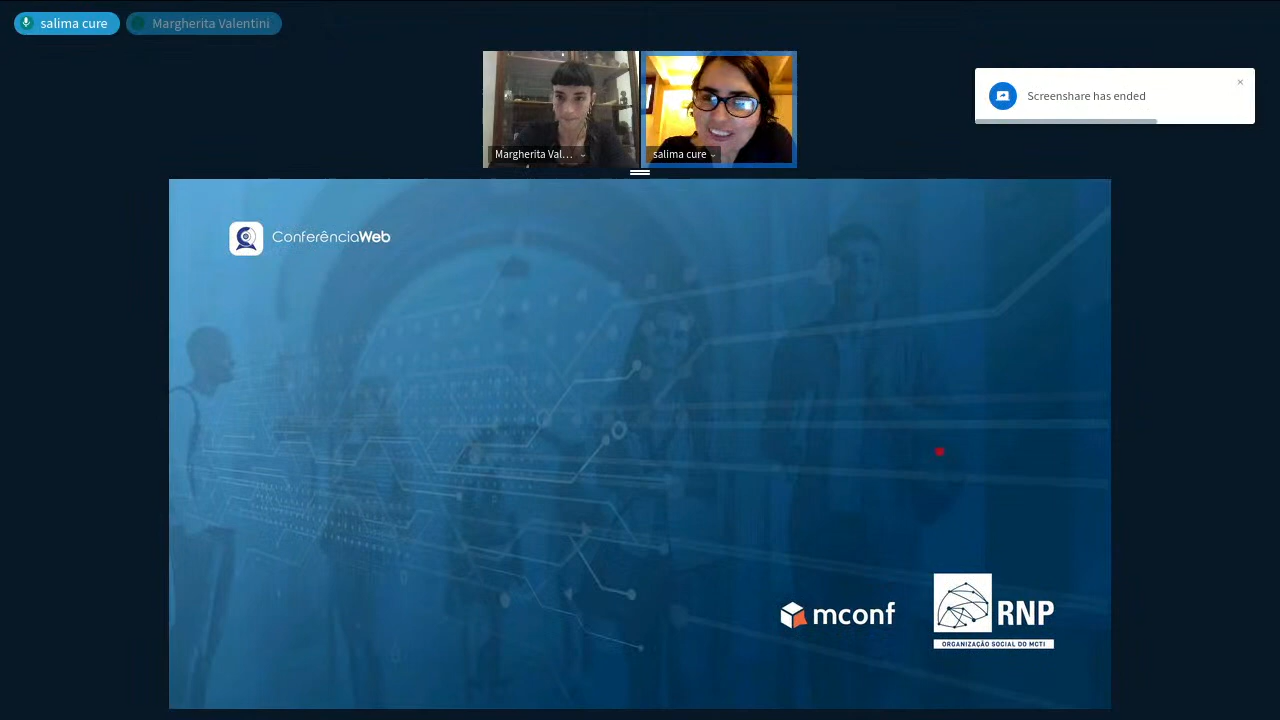 salima cure
Margherita Valentini
Margherita Val...
salima cure
Screenshare has ended
ConferênciaWeb
mconf
RNP
ORGANIZAÇÃO SOCIAL DO MCTI